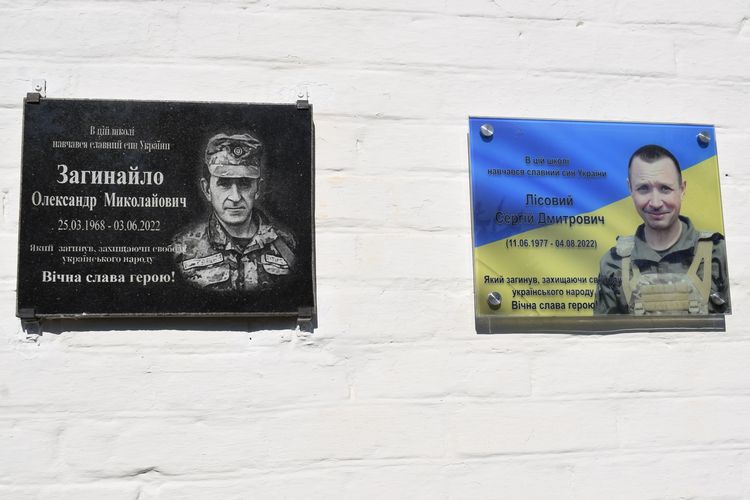 В цій школі
навчався славний син України
Загинайло
Олександр Миколайович
25.03.1968 - 03.06.2022
Який загинув, захищаючи свободу
українського народу
Вічна слава герою!
В цій школі
навчався славний син України
Лісовий
Сергій Дмитрович
(11.06.1977 - 04.08.2022)
Який загинув, захищаючи
українського народу
Вічна слава герою!